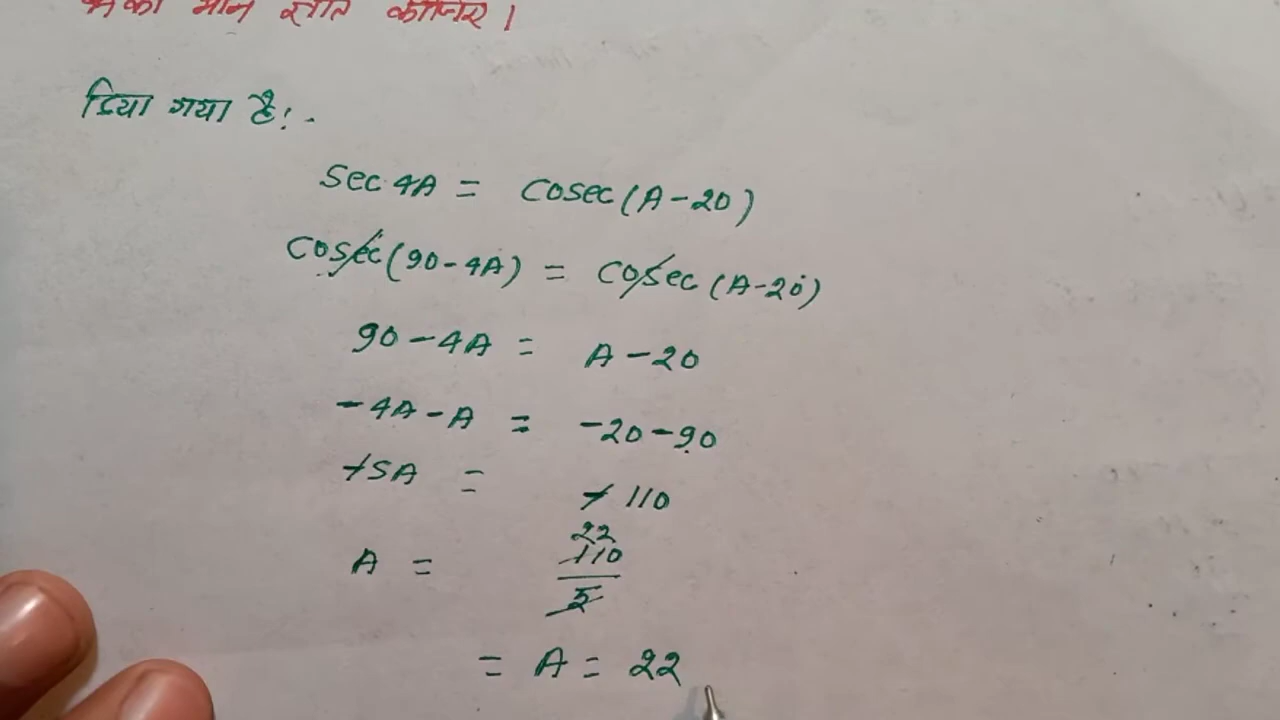 मान ज्ञात कीजिए।
दिया गया है:-
sec 4A = cosec(A-20)
cosec(90-4A) = cosec(A-20)
90-4A = A-20
-4A-A = -20-90
-5A = -110
A = 110/5 22
= A = 22